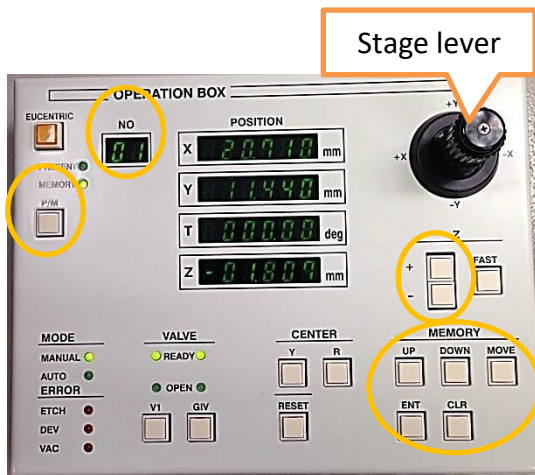 Stage lever
OPERATION BOX
EUCENTRIC
NO
01
PRESENT
MEMORY
P/M
POSITION
X 20.710 mm
Y 11.440 mm
T 000.00 deg
Z -01.807 mm
+Y
+X -X
-Y
Z
+
-
FAST
MODE
MANUAL
AUTO
ERROR
ETCH
DEV
VAC
VALVE
READY
OPEN
V1 GIV
CENTER
Y R
RESET
MEMORY
UP DOWN MOVE
ENT CLR